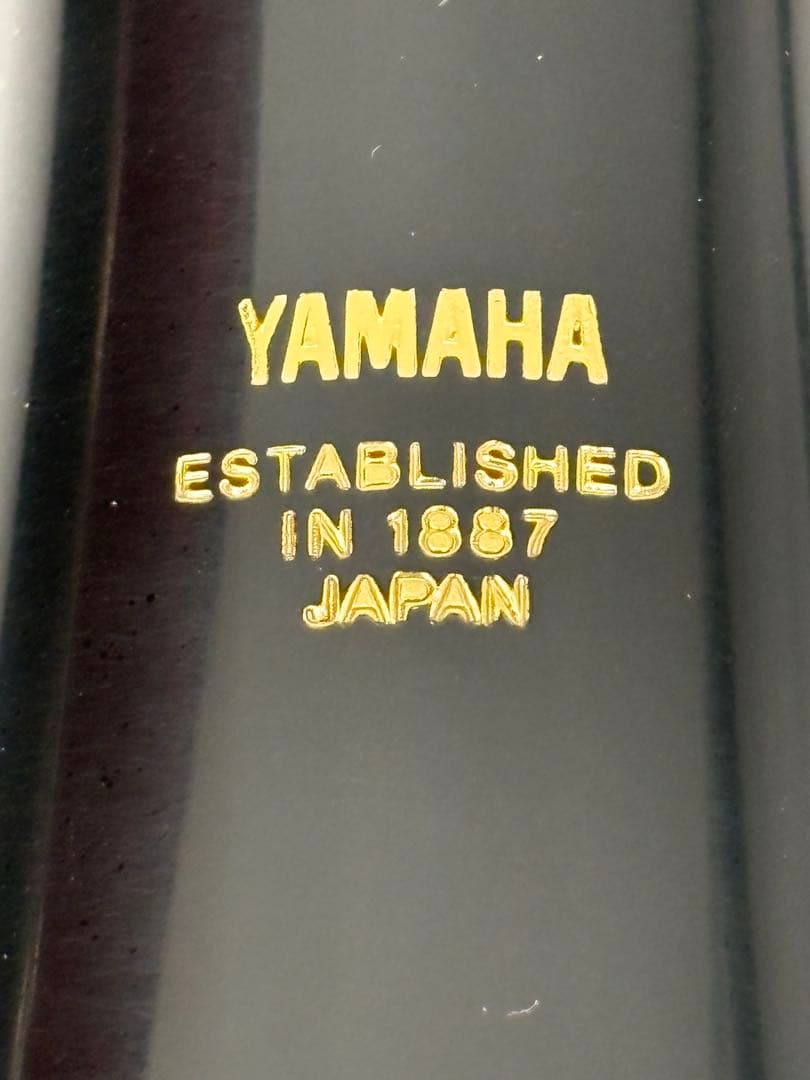 YAMAHA
ESTABLISHED
IN 1887
JAPAN